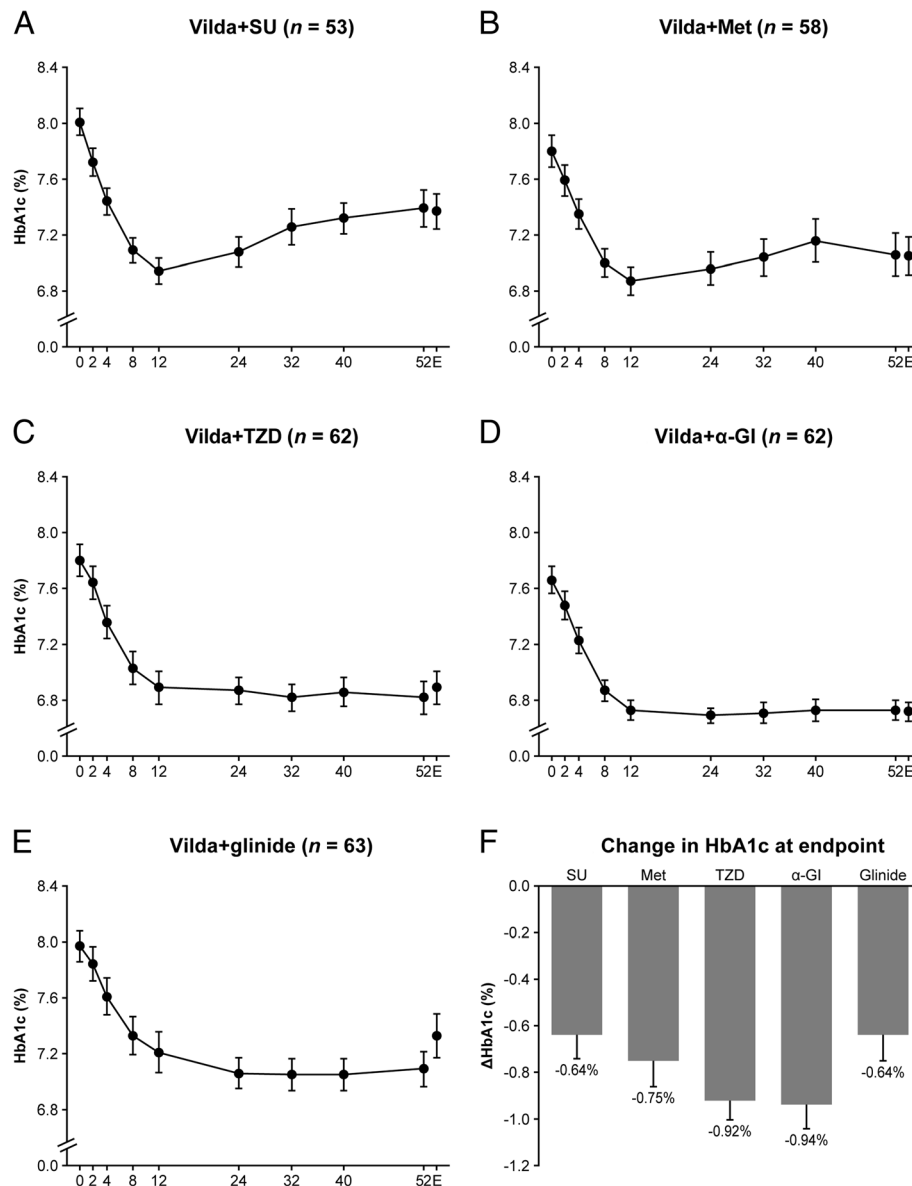 A
Vilda+SU (n = 53)
8.4
8.0
7.6
7.2
6.8
0.0
HbA1c (%)
0 2 4 8 12 24 32 40 52E
B
Vilda+Met (n = 58)
8.4
8.0
7.6
7.2
6.8
0.0
0 2 4 8 12 24 32 40 52E
C
Vilda+TZD (n = 62)
8.4
8.0
7.6
7.2
6.8
0.0
HbA1c (%)
0 2 4 8 12 24 32 40 52E
D
Vilda+α-GI (n = 62)
8.4
8.0
7.6
7.2
6.8
0.0
0 2 4 8 12 24 32 40 52E
E
Vilda+glinide (n = 63)
8.4
8.0
7.6
7.2
6.8
0.0
HbA1c (%)
0 2 4 8 12 24 32 40 52E
F
Change in HbA1c at endpoint
SU Met TZD α-GI Glinide
0.0
-0.2
-0.4
-0.6
-0.8
-1.0
-1.2
ΔHbA1c (%)
-0.64%
-0.75%
-0.92%
-0.94%
-0.64%